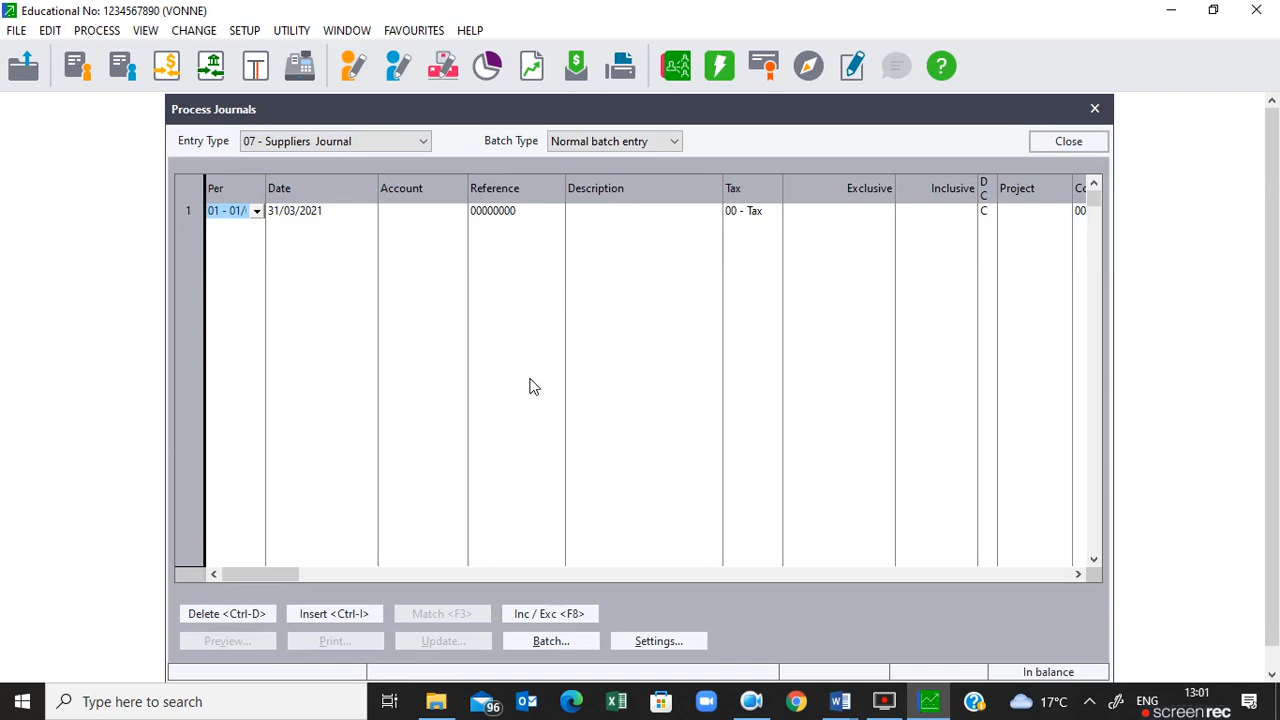 Educational No: 1234567890 (VONNE)
FILE EDIT PROCESS VIEW CHANGE SETUP UTILITY WINDOW FAVOURITES HELP
Process Journals
Entry Type 07 - Suppliers Journal Batch Type Normal batch entry Close
Per Date Account Reference Description Tax Exclusive Inclusive D C Project Co
1 01 - 01/ 31/03/2021 00000000 00 - Tax C 00
Delete <Ctrl-D> Insert <Ctrl-I> Match <F3> Inc / Exc <F8>
Preview... Print... Update... Batch... Settings...
In balance
Type here to search 96 17°C ENG 13:01
screenrec